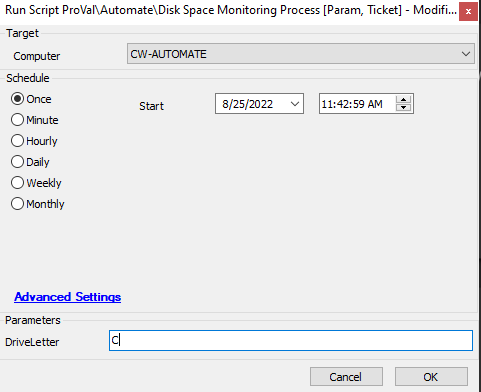 Run Script ProVal\Automate\Disk Space Monitoring Process [Param, Ticket] - Modifi...
x
Target
Computer
CW-AUTOMATE
Schedule
Once
Start
8/25/2022
11:42:59 AM
Minute
Hourly
Daily
Weekly
Monthly
Advanced Settings
Parameters
DriveLetter
C
Cancel
OK